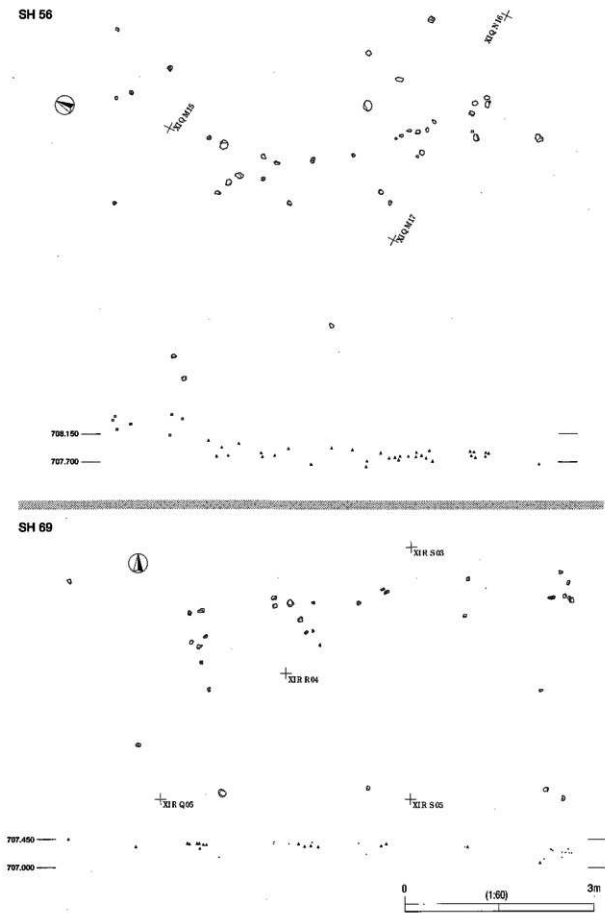 SH 56
XIQ N16
XIQ M15
XIQ M17
708.150
707.700
SH 69
XIR S03
XIR R04
XIR Q05
XIR S05
707.450
707.000
0 (1:60) 3m